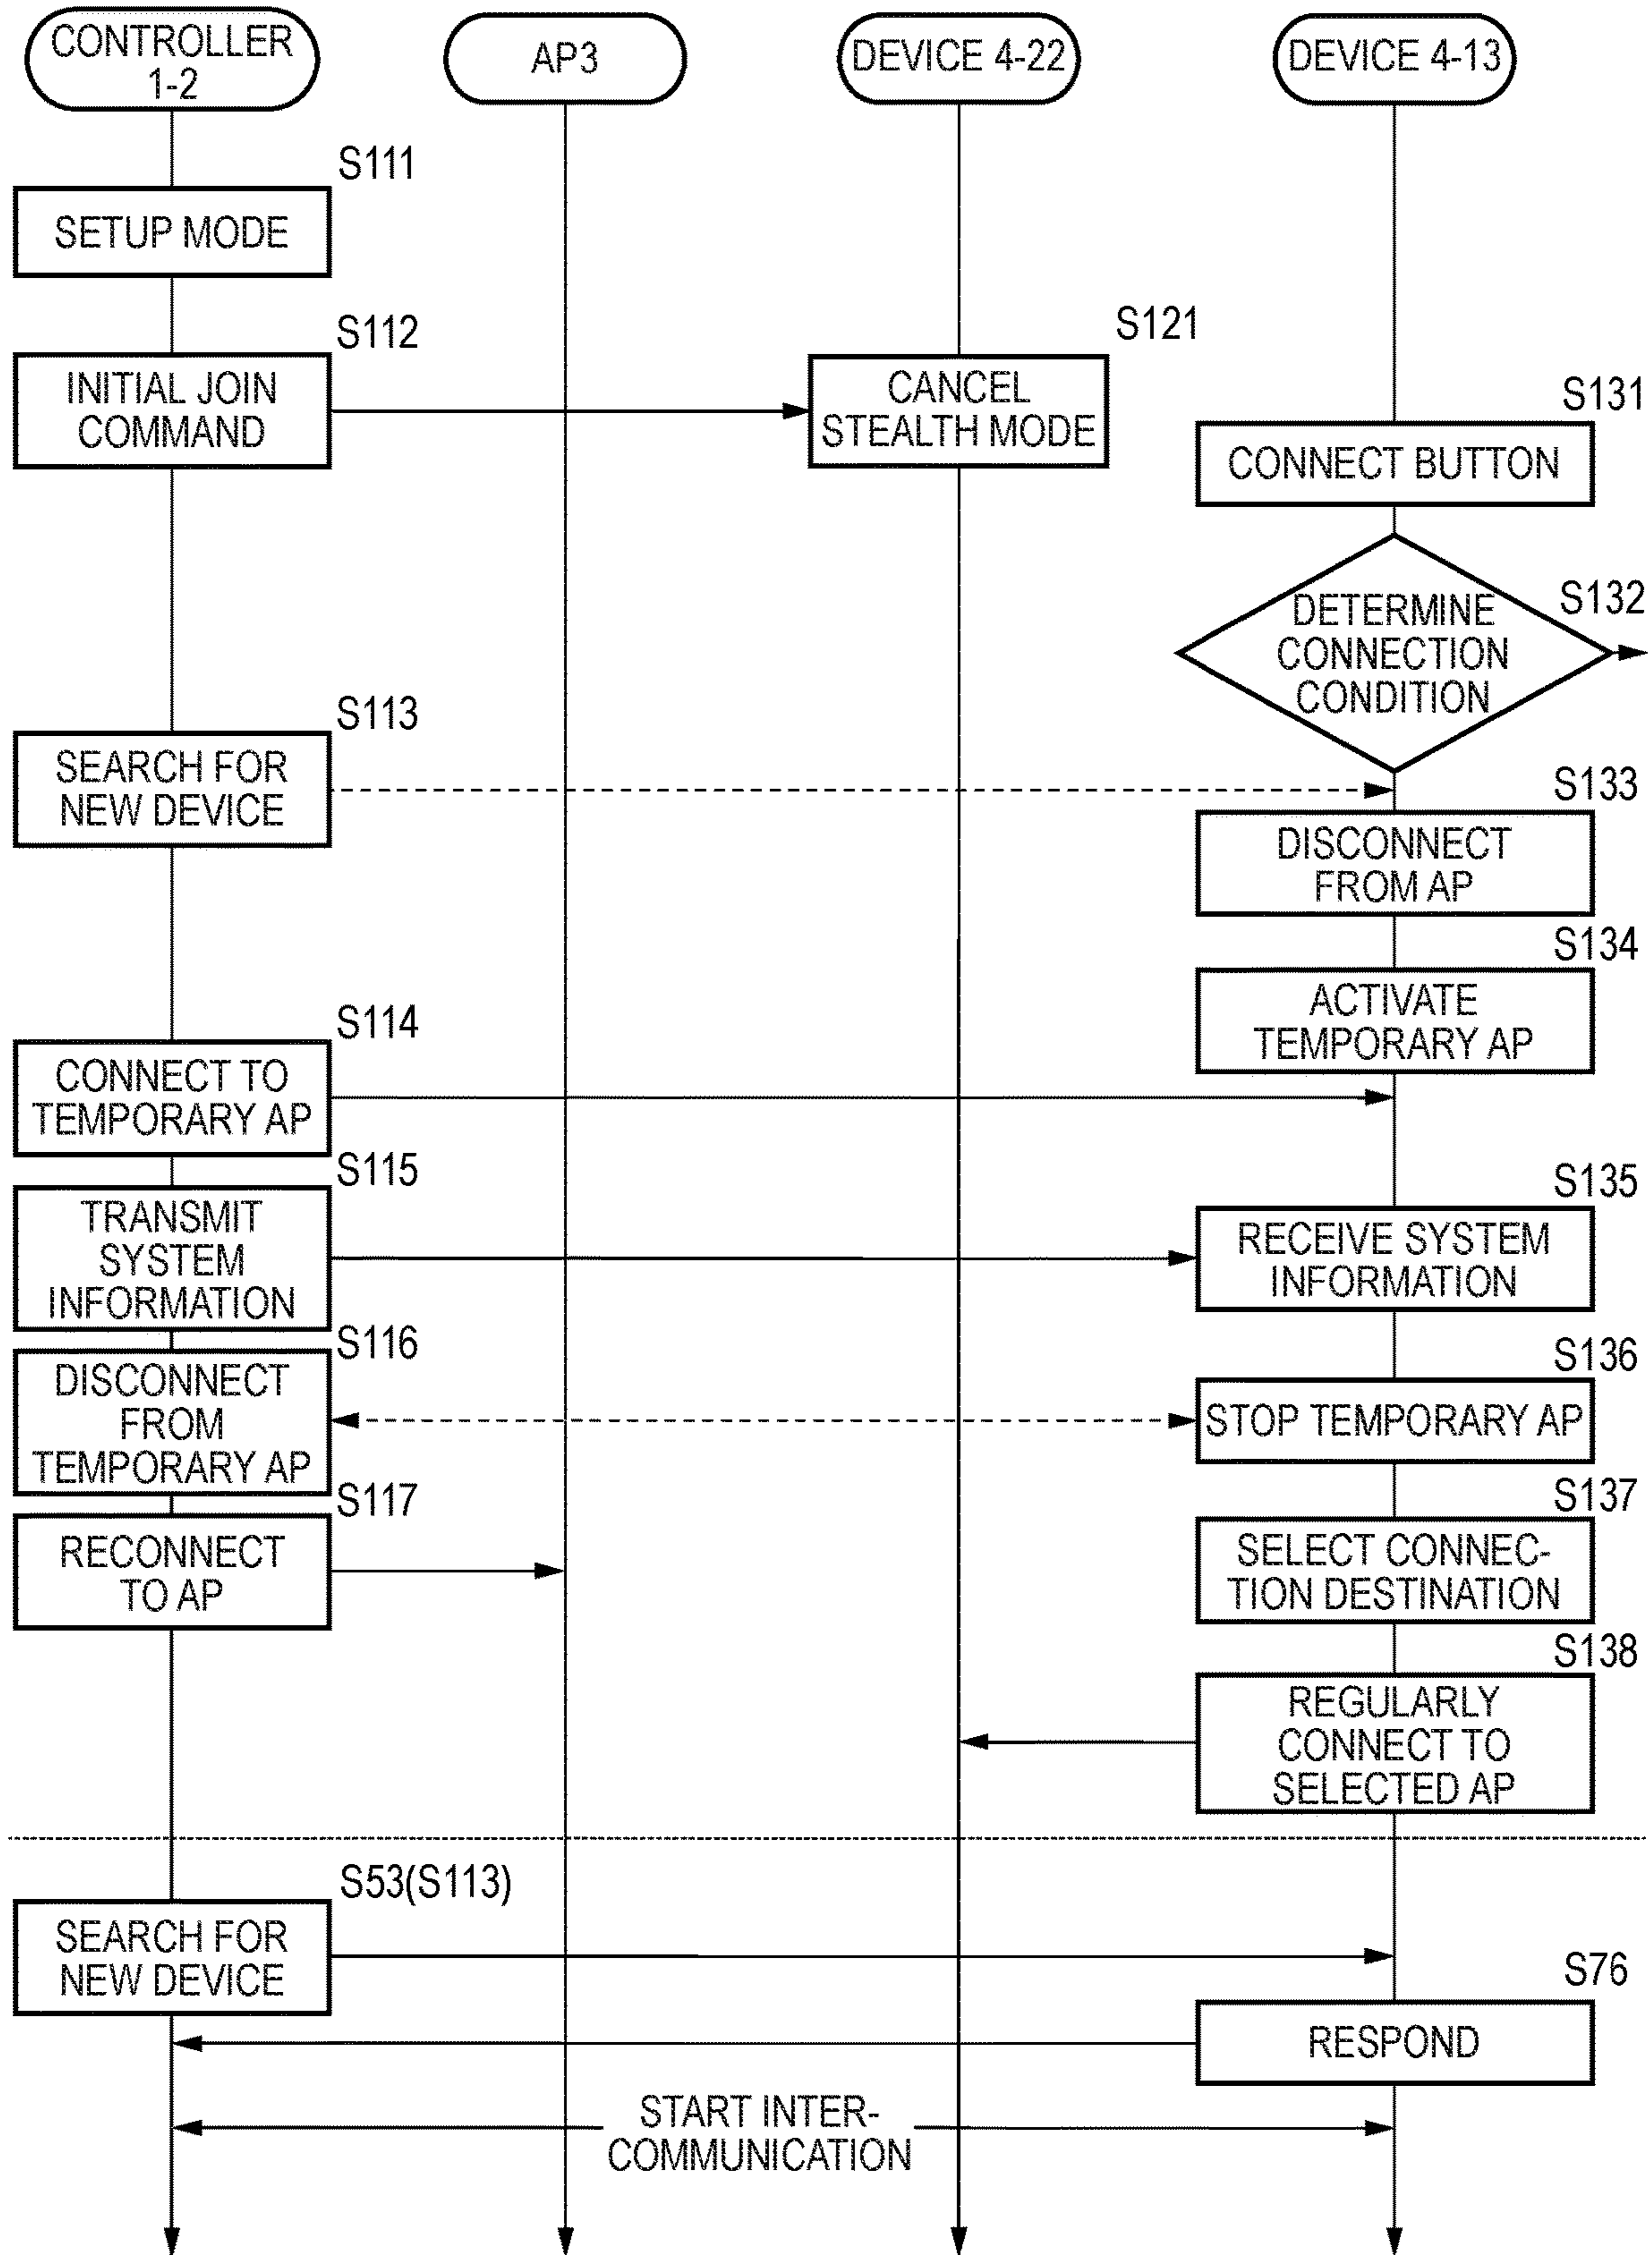 CONTROLLER
1-2
AP3
DEVICE 4-22
DEVICE 4-13
S111
SETUP MODE
S112
INITIAL JOIN
COMMAND
S121
CANCEL
STEALTH MODE
S131
CONNECT BUTTON
S132
DETERMINE
CONNECTION
CONDITION
S113
SEARCH FOR
NEW DEVICE
S133
DISCONNECT
FROM AP
S134
ACTIVATE
TEMPORARY AP
S114
CONNECT TO
TEMPORARY AP
S115
TRANSMIT
SYSTEM
INFORMATION
S135
RECEIVE SYSTEM
INFORMATION
S116
DISCONNECT
FROM
TEMPORARY AP
S136
STOP TEMPORARY AP
S117
RECONNECT
TO AP
S137
SELECT CONNEC-
TION DESTINATION
S138
REGULARLY
CONNECT TO
SELECTED AP
S53(S113)
SEARCH FOR
NEW DEVICE
S76
RESPOND
START INTER-
COMMUNICATION